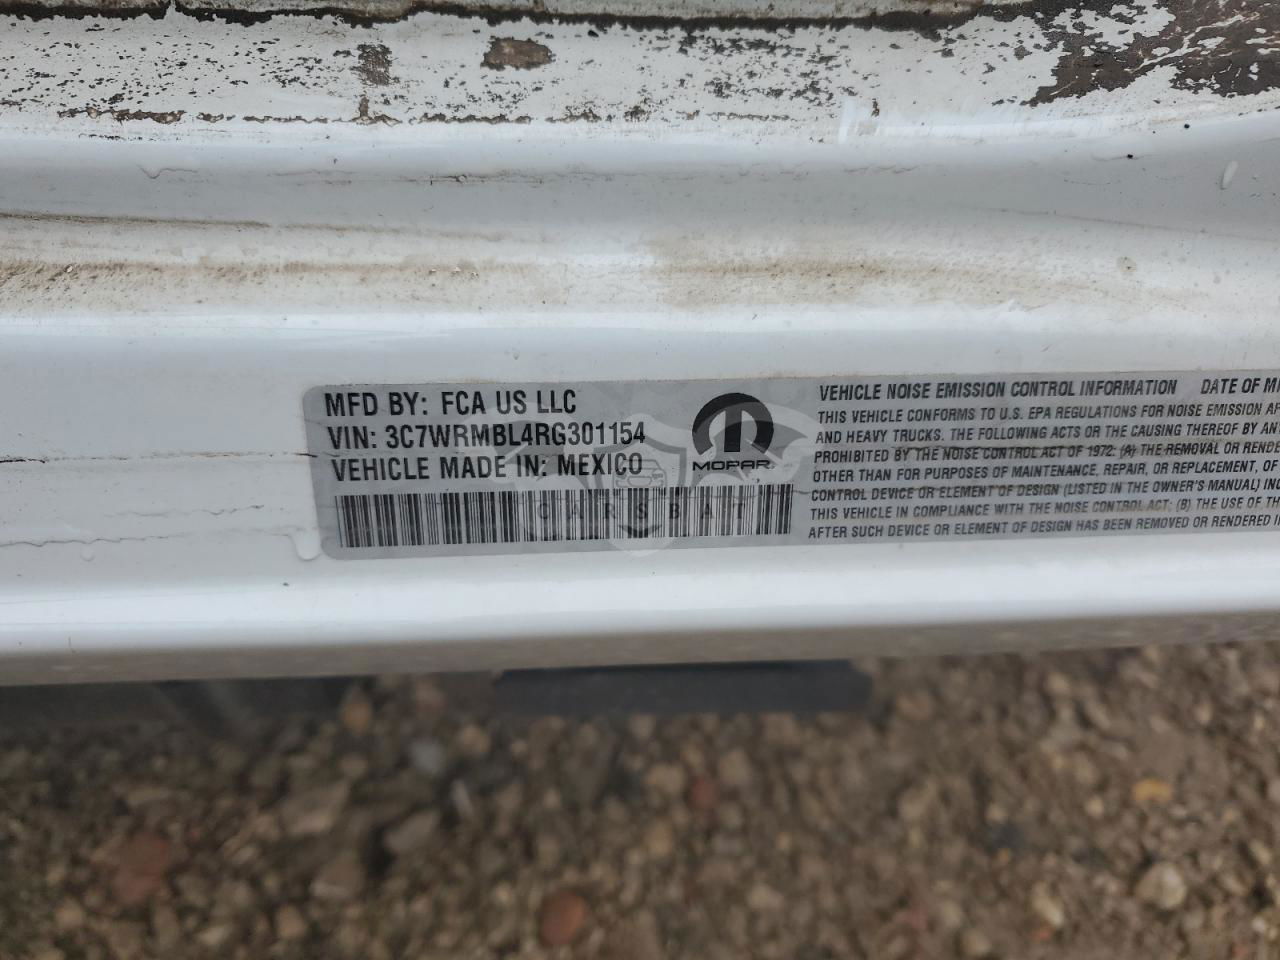 MFD BY: FCA US LLC
VIN: 3C7WRMBL4RG301154
VEHICLE MADE IN: MEXICO
MOPAR
CARSBAT
VEHICLE NOISE EMISSION CONTROL INFORMATION DATE OF
THIS VEHICLE CONFORMS TO U.S. EPA REGULATIONS FOR NOISE EMISSION
AND HEAVY TRUCKS. THE FOLLOWING ACTS OR THE CAUSING THEREOF BY
PROHIBITED BY THE NOISE CONTROL ACT OF 1972: (A) THE REMOVAL OR
OTHER THAN FOR PURPOSES OF MAINTENANCE, REPAIR, OR REPLACEMENT, OF
CONTROL DEVICE OR ELEMENT OF DESIGN (LISTED IN THE OWNER'S MANUAL)
THIS VEHICLE IN COMPLIANCE WITH THE NOISE CONTROL ACT; (B) THE USE OF
AFTER SUCH DEVICE OR ELEMENT OF DESIGN HAS BEEN REMOVED OR RENDERED